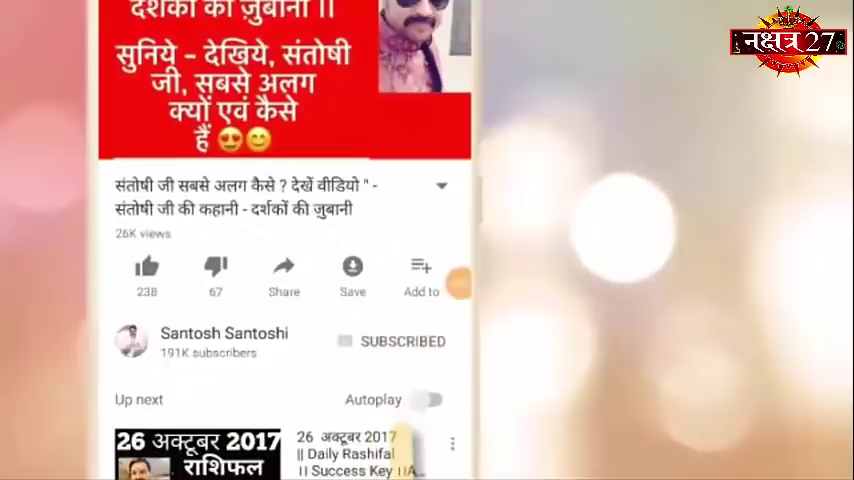 दर्शकों की ज़ुबानी ||
सुनिये - देखिये, संतोषी
जी, सबसे अलग
क्यों एवं कैसे
हैं 😍😊
नक्षत्र 27
संतोषी जी सबसे अलग कैसे ? देखें वीडियो " -
संतोषी जी की कहानी - दर्शकों की ज़ुबानी
26K views
238
67
Share
Save
Add to
Santosh Santoshi
191K subscribers
SUBSCRIBED
Up next
Autoplay
26 अक्टूबर 2017
राशिफल
26 अक्टूबर 2017
|| Daily Rashifal
|| Success Key ||A...